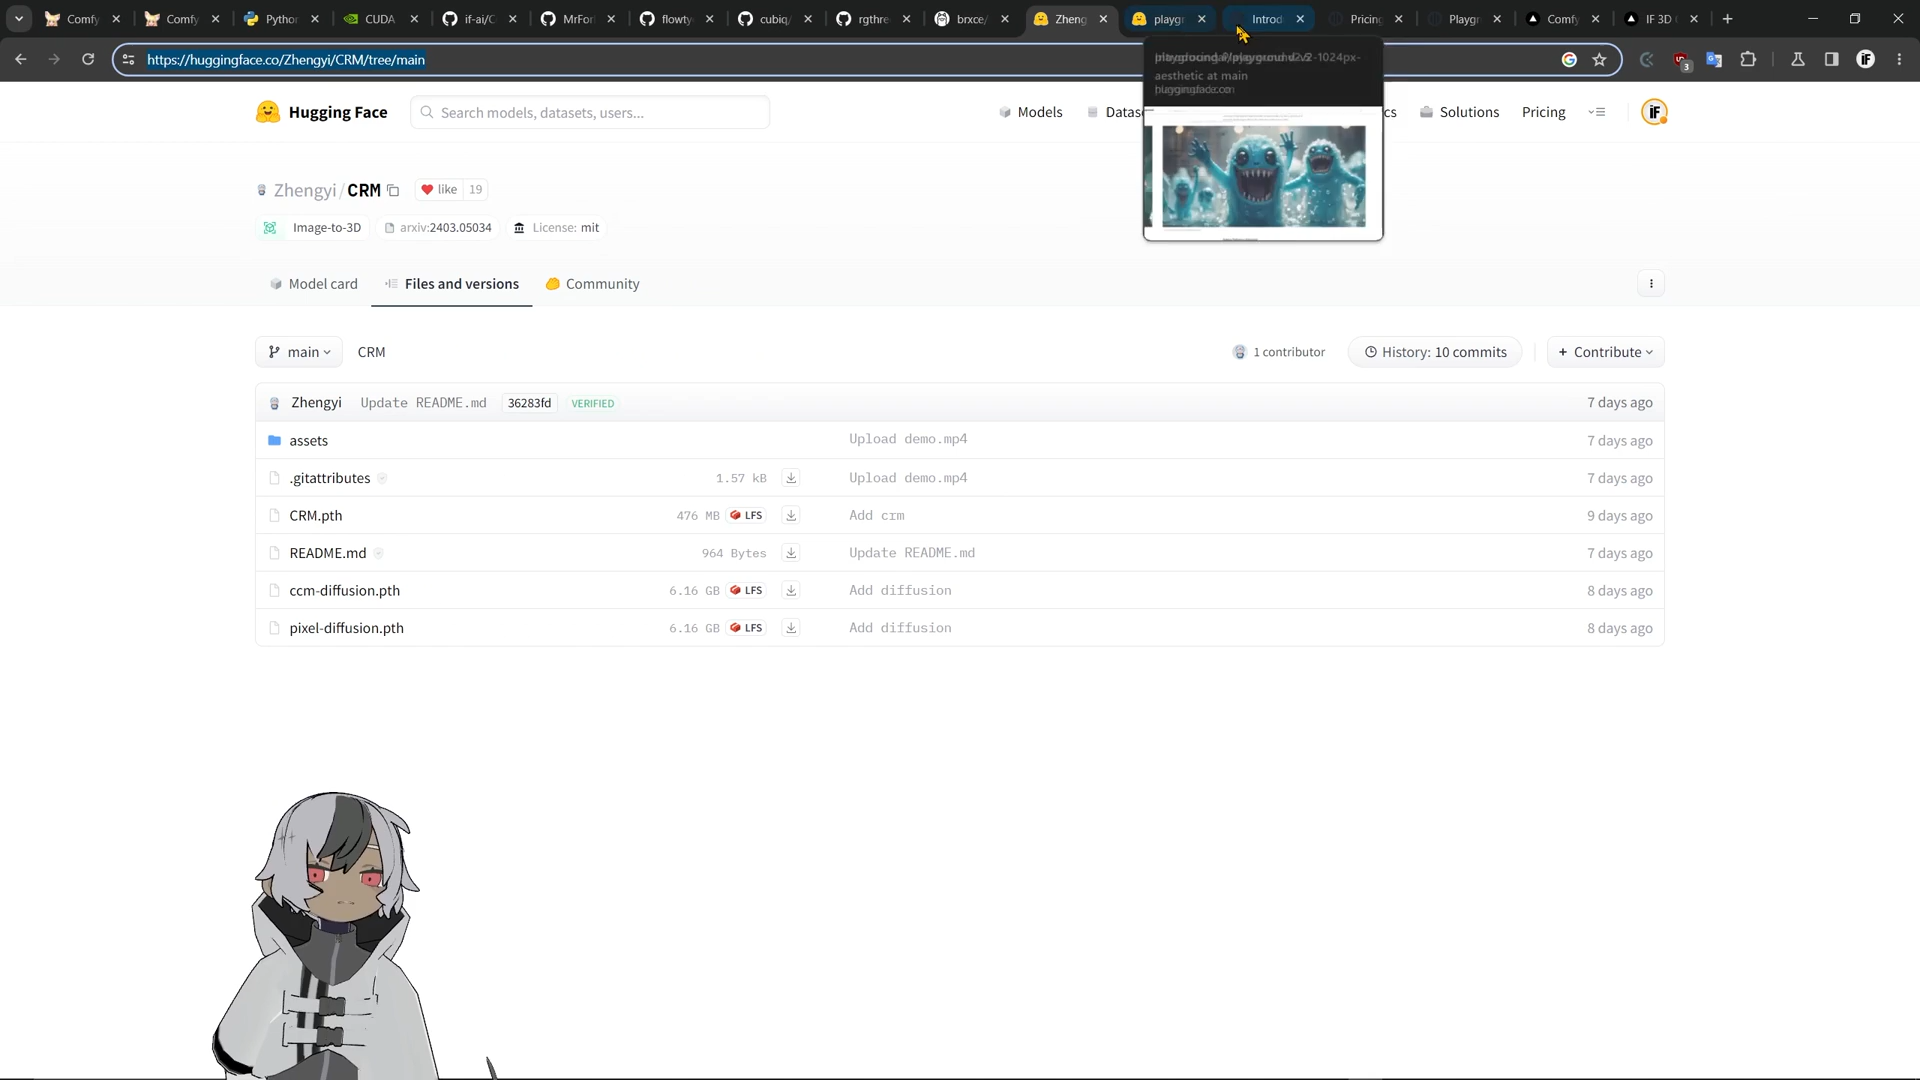 Comfy
Comfy
Python
CUDA
if-ai/C
MrFor
flowty
cubiq/
rgthre
brxce/
Zheng
playgr
Introd
Pricing
Playgr
Comfy
IF 3D
https://huggingface.co/Zhengyi/CRM/tree/main
3
iF
aesthetic at main
Hugging Face
Search models, datasets, users...
Models
Datas
cs
Solutions
Pricing
iF
Zhengyi/CRM
like 19
Image-to-3D
arxiv:2403.05034
License: mit
Model card
Files and versions
Community
main
CRM
1 contributor
History: 10 commits
+ Contribute
Zhengyi Update README.md 36283fd VERIFIED 7 days ago
assets Upload demo.mp4 7 days ago
.gitattributes 1.57 kB Upload demo.mp4 7 days ago
CRM.pth 476 MB LFS Add crm 9 days ago
README.md 964 Bytes Update README.md 7 days ago
ccm-diffusion.pth 6.16 GB LFS Add diffusion 8 days ago
pixel-diffusion.pth 6.16 GB LFS Add diffusion 8 days ago